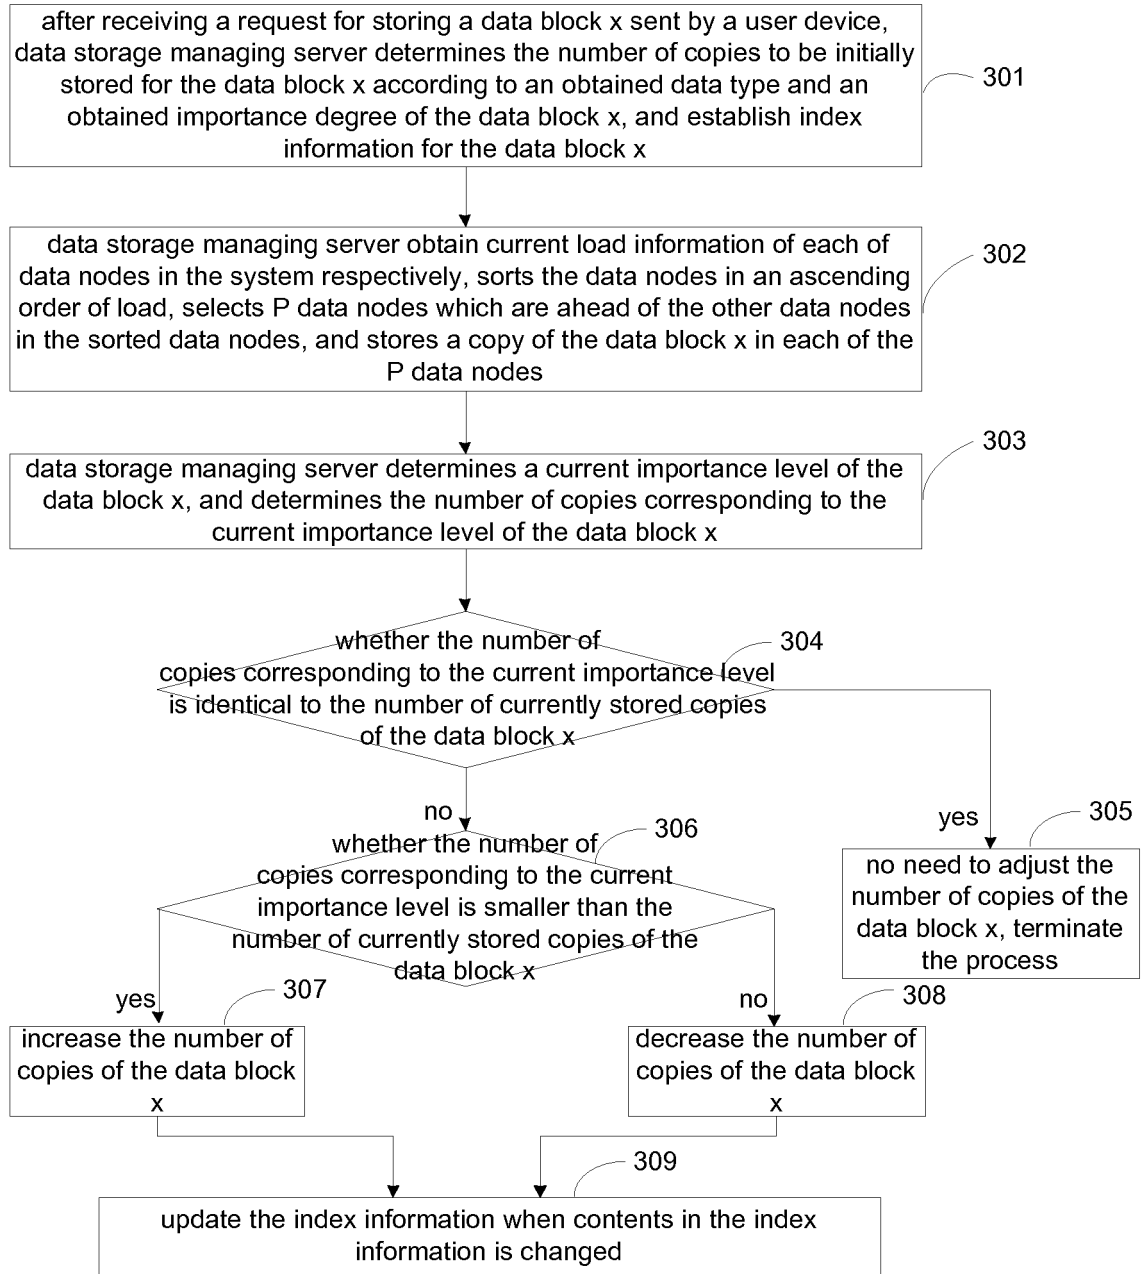 after receiving a request for storing a data block x sent by a user device,
data storage managing server determines the number of copies to be initially
stored for the data block x according to an obtained data type and an
obtained importance degree of the data block x, and establish index
information for the data block x
301
data storage managing server obtain current load information of each of
data nodes in the system respectively, sorts the data nodes in an ascending
order of load, selects P data nodes which are ahead of the other data nodes
in the sorted data nodes, and stores a copy of the data block x in each of the
P data nodes
302
data storage managing server determines a current importance level of the
data block x, and determines the number of copies corresponding to the
current importance level of the data block x
303
whether the number of
copies corresponding to the current importance level
is identical to the number of currently stored copies
of the data block x
304
no
yes
305
no need to adjust the
number of copies of the
data block x, terminate
the process
whether the number of
copies corresponding to the current
importance level is smaller than the
number of currently stored copies of the
data block x
306
yes
307
no
308
increase the number of
copies of the data block
x
decrease the number of
copies of the data block
x
309
update the index information when contents in the index
information is changed